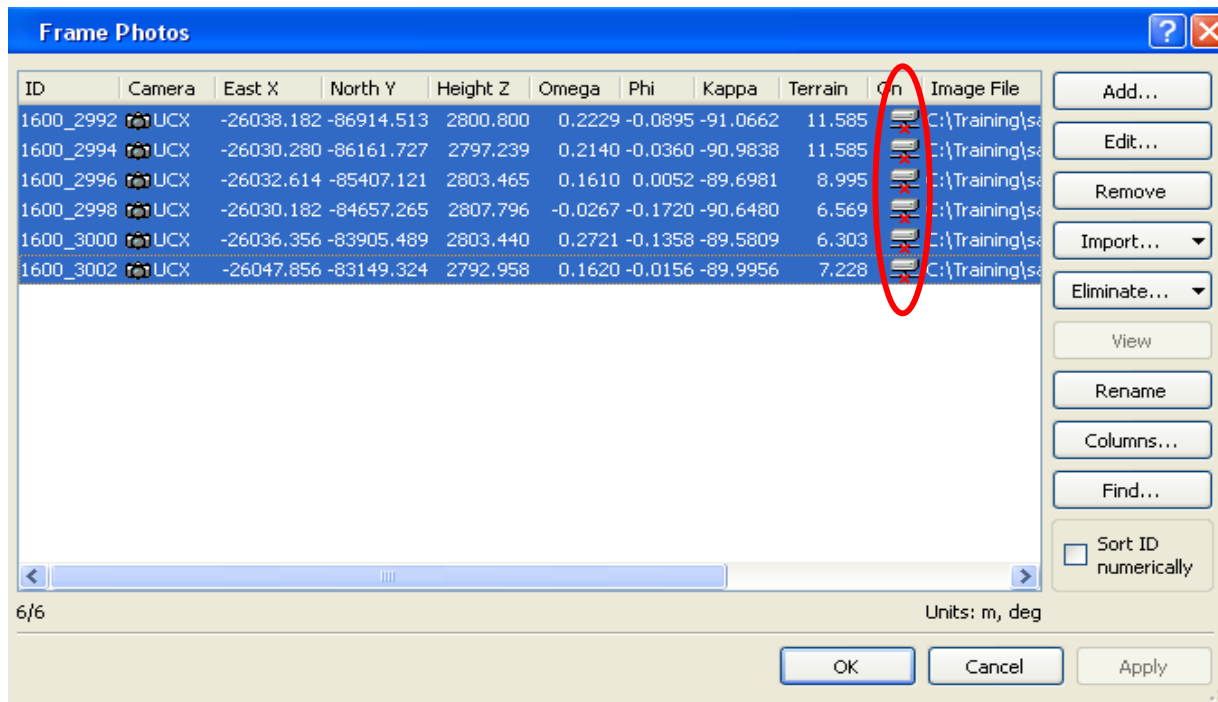 Frame Photos
ID Camera East X North Y Height Z Omega Phi Kappa Terrain On Image File
1600_2992 UCX -26038.182 -86914.513 2800.800 0.2229 -0.0895 -91.0662 11.585 C:\Training\sa
1600_2994 UCX -26030.280 -86161.727 2797.239 0.2140 -0.0360 -90.9838 11.585 C:\Training\sa
1600_2996 UCX -26032.614 -85407.121 2803.465 0.1610 0.0052 -89.6981 8.995 C:\Training\sa
1600_2998 UCX -26030.182 -84657.265 2807.796 -0.0267 -0.1720 -90.6480 6.569 C:\Training\sa
1600_3000 UCX -26036.356 -83905.489 2803.440 0.2721 -0.1358 -89.5809 6.303 C:\Training\sa
1600_3002 UCX -26047.856 -83149.324 2792.958 0.1620 -0.0156 -89.9956 7.228 C:\Training\sa
Add...
Edit...
Remove
Import...
Eliminate...
View
Rename
Columns...
Find...
Sort ID
numerically
6/6 Units: m, deg
OK Cancel Apply